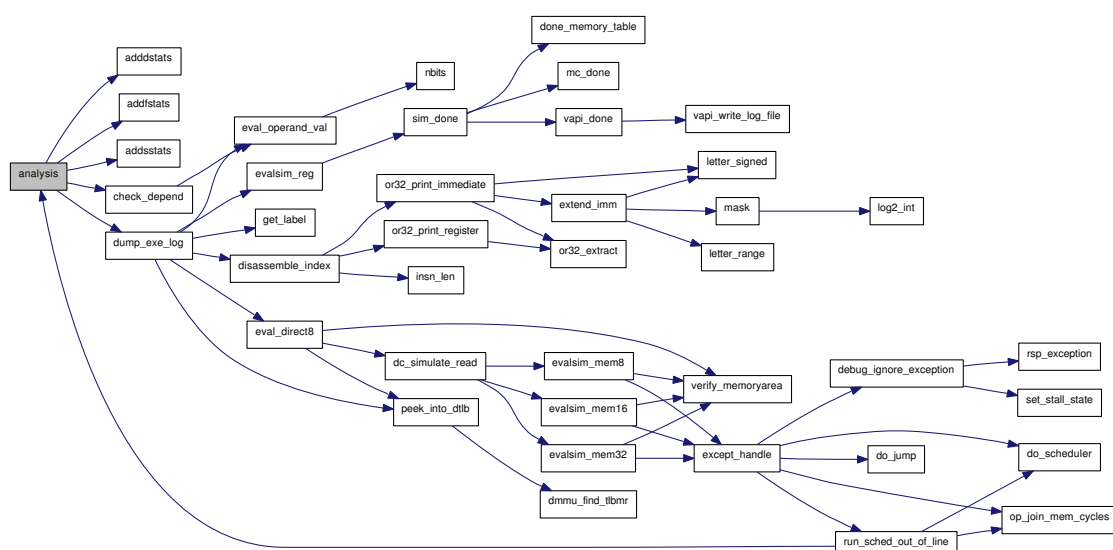 done_memory_table
adddstats
mc_done
nbits
addfstats
sim_done
vapi_done
vapi_write_log_file
eval_operand_val
addsstats
letter_signed
analysis
evalsim_reg
or32_print_immediate
check_depend
extend_imm
mask
log2_int
get_label
or32_print_register
dump_exe_log
or32_extract
letter_range
disassemble_index
insn_len
eval_direct8
rsp_exception
dc_simulate_read
evalsim_mem8
debug_ignore_exception
verify_memoryarea
set_stall_state
peek_into_dtlb
evalsim_mem16
evalsim_mem32
except_handle
do_jump
do_scheduler
dmmu_find_tlbmr
op_join_mem_cycles
run_sched_out_of_line